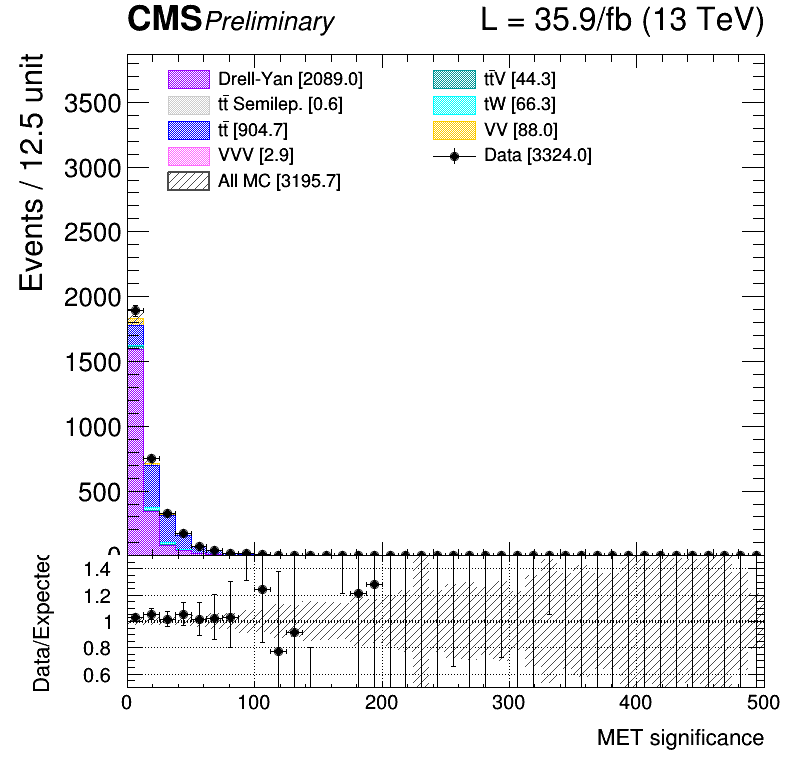 CMS Preliminary L = 35.9/fb (13 TeV)
Events / 12.5 unit
3500
3000
2500
2000
1500
1000
500
0
Drell-Yan [2089.0]
tt̄ Semilep. [0.6]
tt̄ [904.7]
VVV [2.9]
All MC [3195.7]
tt̄V [44.3]
tW [66.3]
VV [88.0]
Data [3324.0]
Data/Expected
1.4
1.2
1
0.8
0.6
0 100 200 300 400 500
MET significance